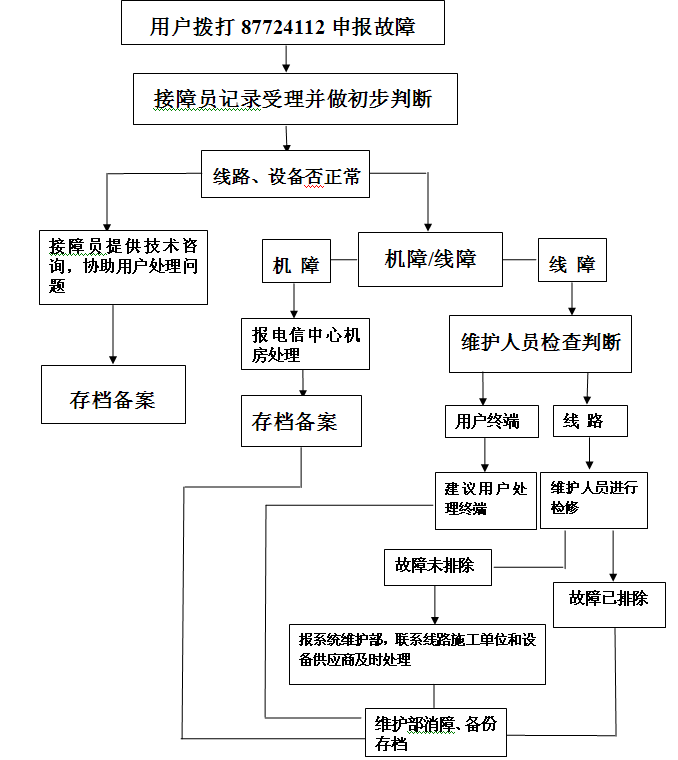 用户拨打 87724112 申报故障
接障员记录受理并做初步判断
线路、设备否正常
接障员提供技术咨
询，协助用户处理问
题
机 障
机障/线障
线 障
报电信中心机
房处理
维护人员检查判断
存档备案
存档备案
用户终端
线 路
建议用户处
理终端
维护人员进行
检修
故障未排除
故障已排除
报系统维护部，联系线路施工单位和设
备供应商及时处理
维护部消障、备份
存档